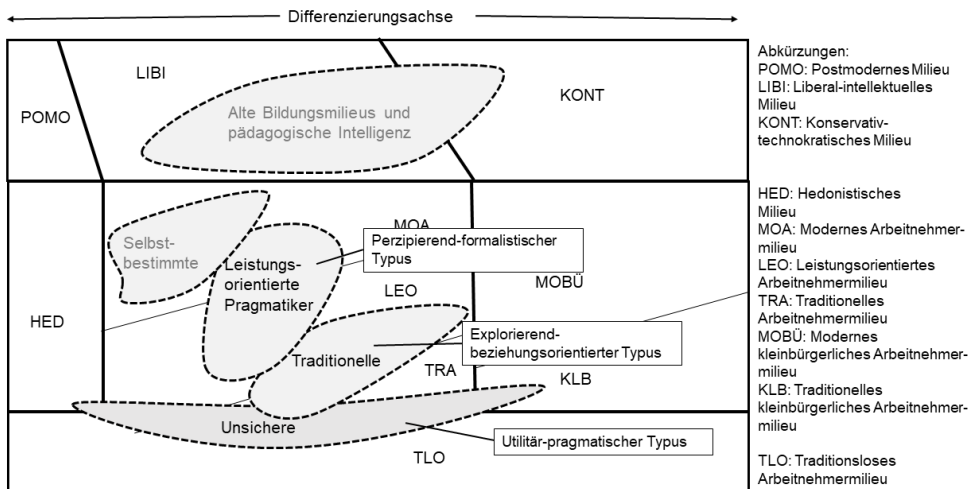 Differenzierungsachse
POMO
LIBI
Alte Bildungsmilieus und
pädagogische Intelligenz
KONT
HED
Selbst-
bestimmte
Leistungs-
orientierte
Pragmatiker
MOA
Perzipierend-formalistischer
Typus
LEO
MOBÜ
Traditionelle
Explorierend-
beziehungsorientierter Typus
TRA
KLB
Unsichere
Utilitär-pragmatischer Typus
TLO
Abkürzungen:
POMO: Postmodernes Milieu
LIBI: Liberal-intellektuelles
Milieu
KONT: Konservativ-
technokratisches Milieu
HED: Hedonistisches
Milieu
MOA: Modernes Arbeitnehmer-
milieu
LEO: Leistungsorientiertes
Arbeitnehmermilieu
TRA: Traditionelles
Arbeitnehmermilieu
MOBÜ: Modernes
kleinbürgerliches Arbeitnehmer-
milieu
KLB: Traditionelles
kleinbürgerliches Arbeitnehmer-
milieu
TLO: Traditionsloses
Arbeitnehmermilieu